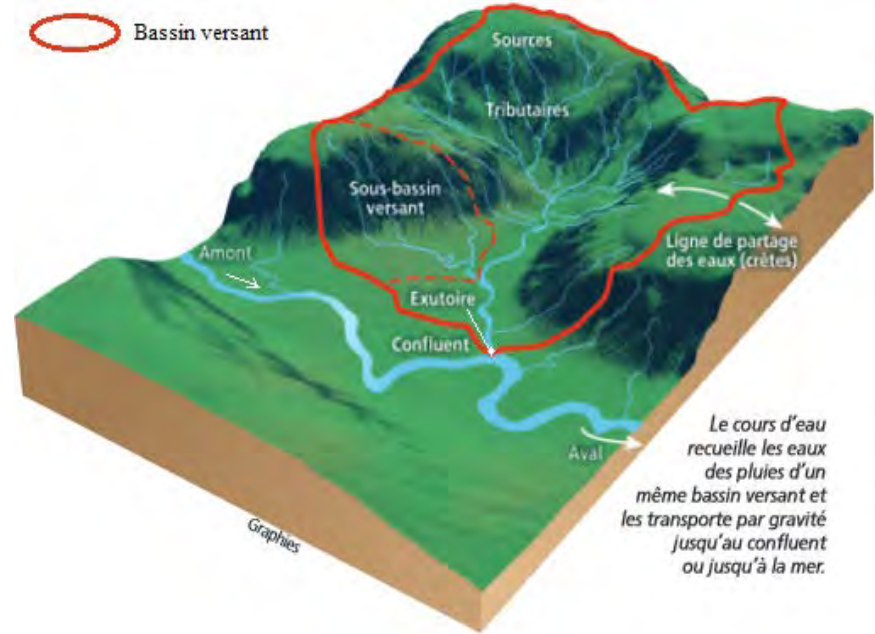 Bassin versant
Sources
Tributaires
Sous-bassin
versant
Amont
Ligne de partage
des eaux (crêtes)
Exutoire
Confluent
Aval
Le cours d'eau
recueille les eaux
des pluies d'un
même bassin versant et
les transporte par gravité
jusqu'au confluent
ou jusqu'à la mer.
Graphies